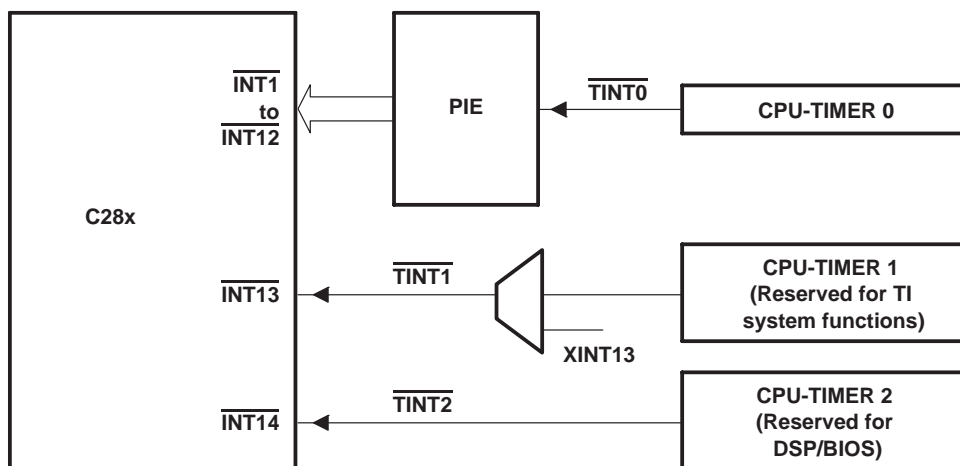 INT1
to
INT12
C28x
INT13
INT14
PIE
TINT0
CPU-TIMER 0
TINT1
XINT13
CPU-TIMER 1
(Reserved for TI
system functions)
TINT2
CPU-TIMER 2
(Reserved for
DSP/BIOS)